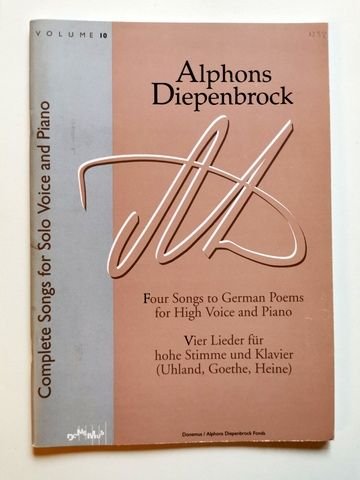 VOLUME 10
Complete Songs for Solo Voice and Piano
Alphons
Diepenbrock
Four Songs to German Poems
for High Voice and Piano
Vier Lieder für
hohe Stimme und Klavier
(Uhland, Goethe, Heine)
Donemus
Donemus / Alphons Diepenbrock Fonds